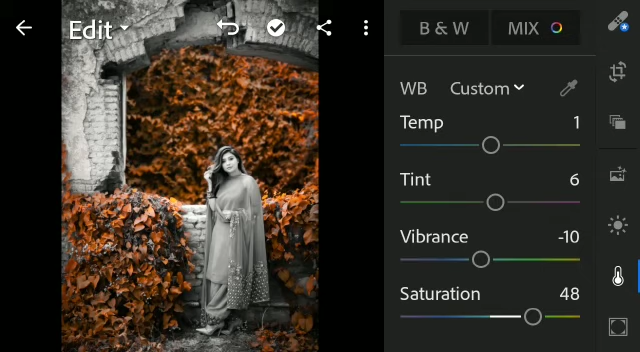 Edit
B & W
MIX
WB
Custom
Temp
1
Tint
6
Vibrance
-10
Saturation
48